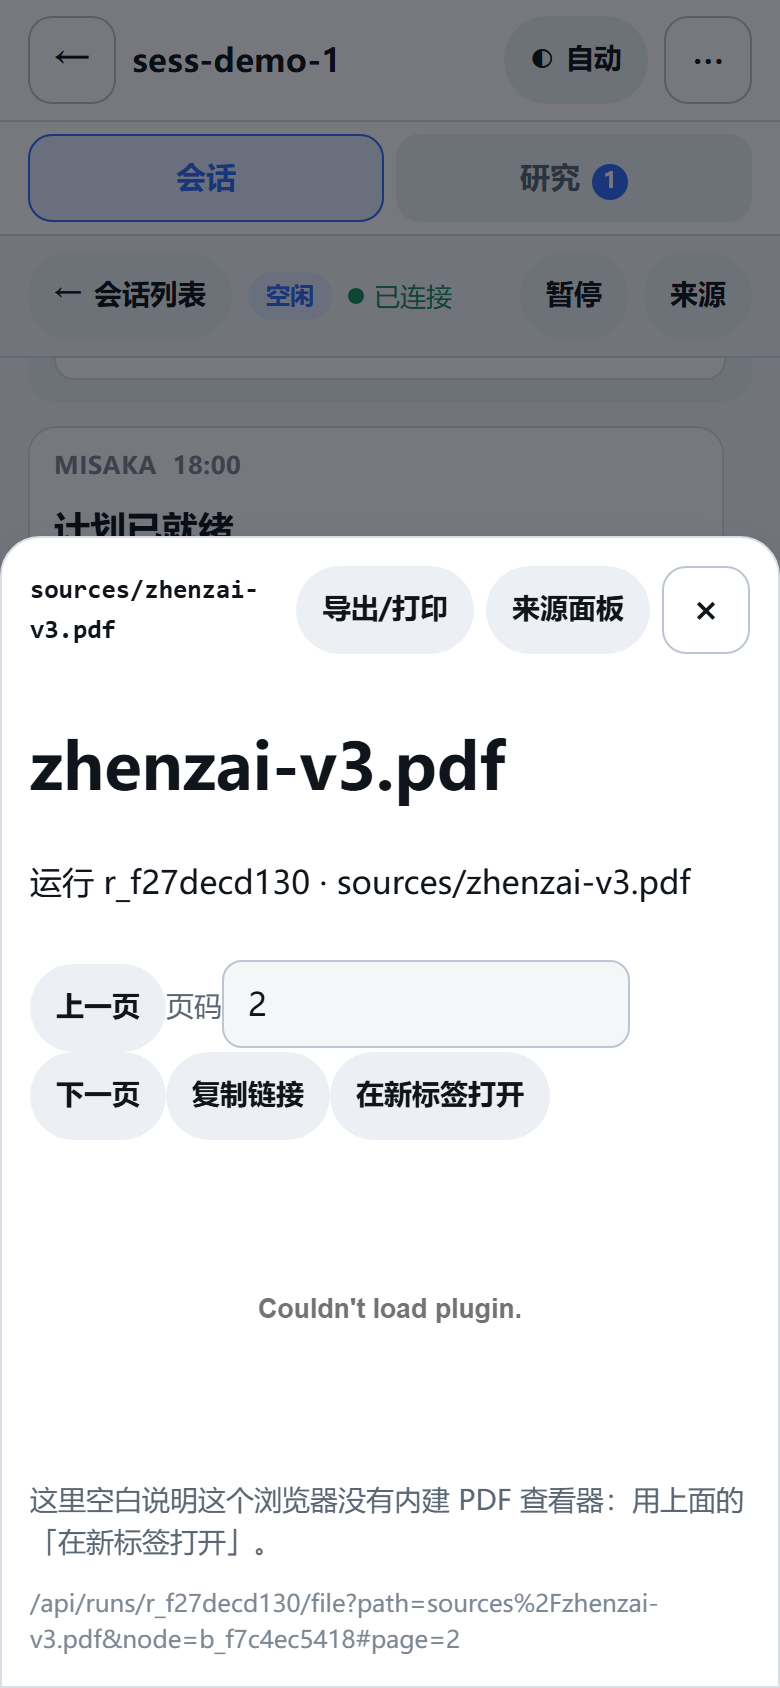 ← sess-demo-1 ◐ 自动 ···
会话 研究 1
← 会话列表 空闲 ● 已连接 暂停 来源
MISAKA 18:00
计划已就绪
sources/zhenzai-
v3.pdf
导出/打印 来源面板 ×
zhenzai-v3.pdf
运行 r_f27decd130 · sources/zhenzai-v3.pdf
上一页 页码 2
下一页 复制链接 在新标签打开
Couldn't load plugin.
这里空白说明这个浏览器没有内建 PDF 查看器：用上面的
「在新标签打开」。
/api/runs/r_f27decd130/file?path=sources%2Fzhenzai-
v3.pdf&node=b_f7c4ec5418#page=2